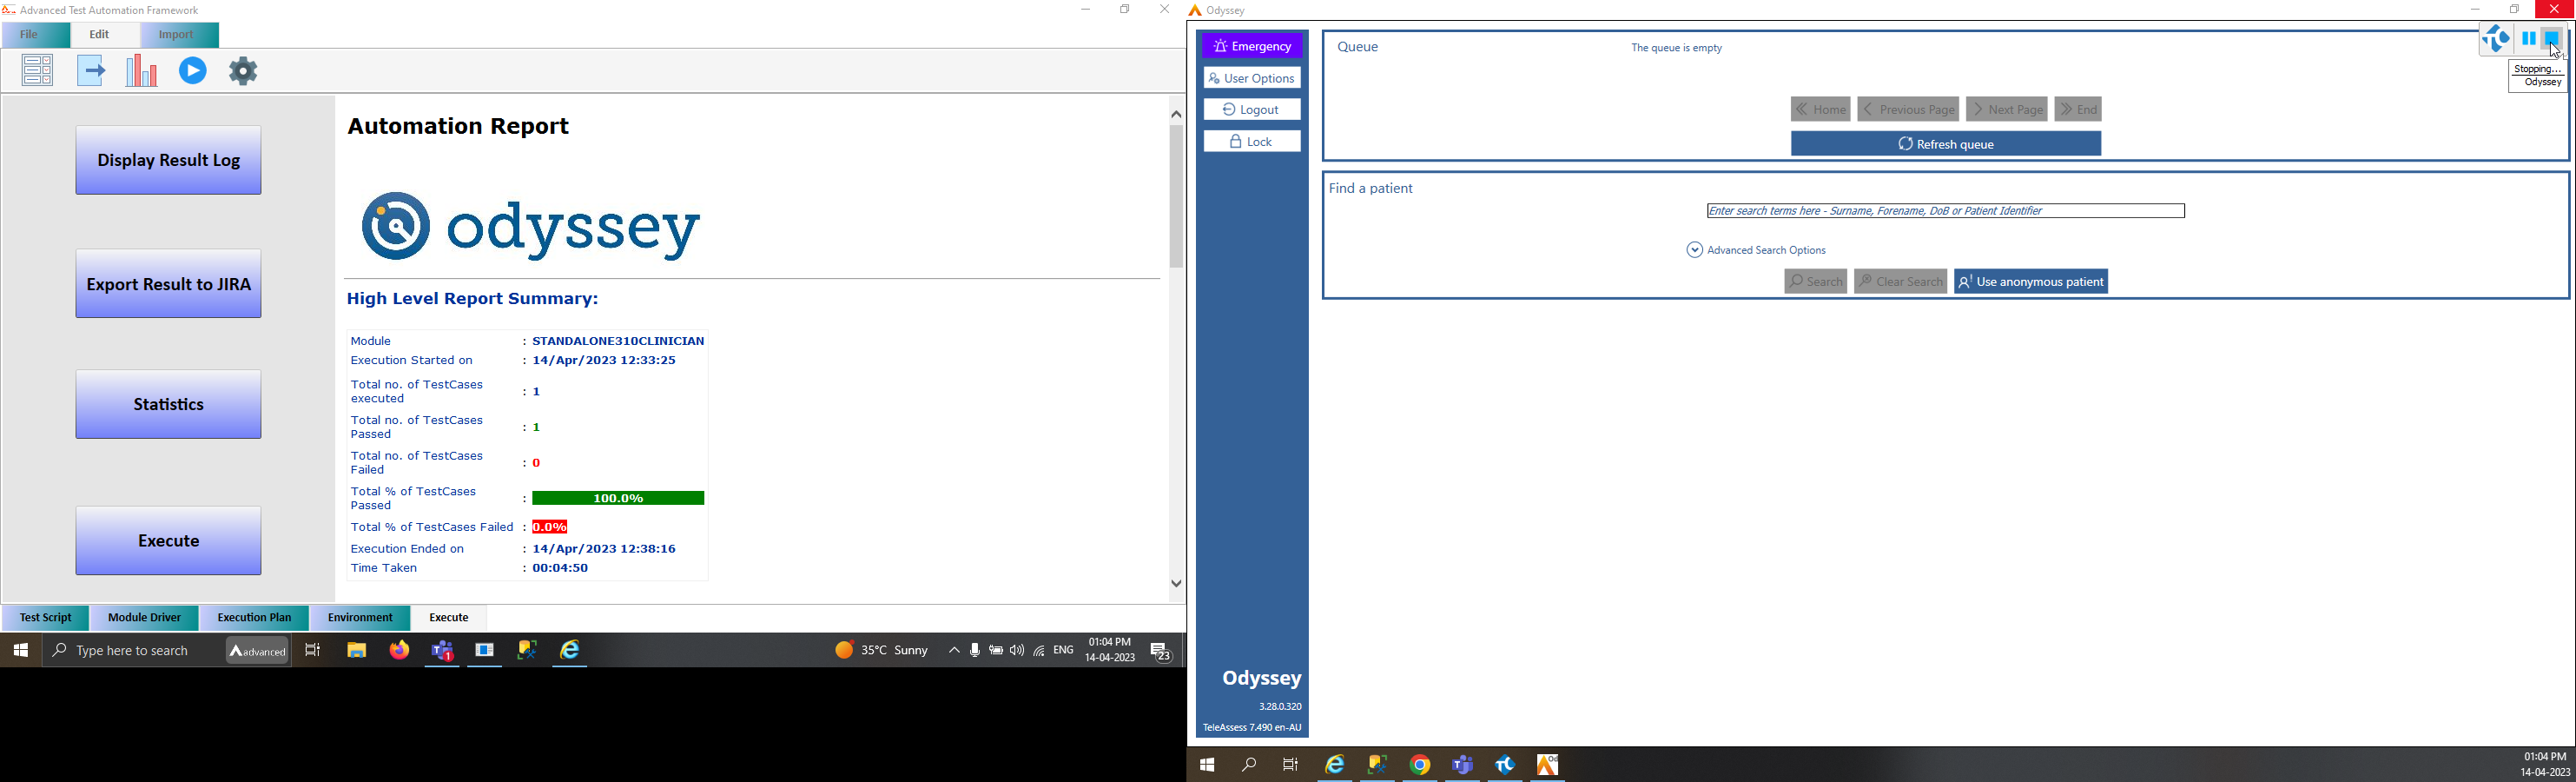 Advanced Test Automation Framework
File
Edit
Import
Display Result Log
Export Result to JIRA
Statistics
Execute
Automation Report
odyssey
High Level Report Summary:
Module : STANDALONE310CLINICIAN
Execution Started on : 14/Apr/2023 12:33:25
Total no. of TestCases
executed : 1
Total no. of TestCases
Passed : 1
Total no. of TestCases
Failed : 0
Total % of TestCases
Passed : 100.0%
Total % of TestCases Failed : 0.0%
Execution Ended on : 14/Apr/2023 12:38:16
Time Taken : 00:04:50
Test Script
Module Driver
Execution Plan
Environment
Execute
Type here to search
advanced
1
35°C Sunny
ENG
01:04 PM
14-04-2023
23
Odyssey
Emergency
User Options
Logout
Lock
Queue
The queue is empty
Home
Previous Page
Next Page
End
Refresh queue
Stopping...
Odyssey
Find a patient
Enter search terms here - Surname, Forename, DoB or Patient Identifier
Advanced Search Options
Search
Clear Search
Use anonymous patient
Odyssey
3.28.0.320
TeleAssess 7.490 en-AU
01:04 PM
14-04-2023